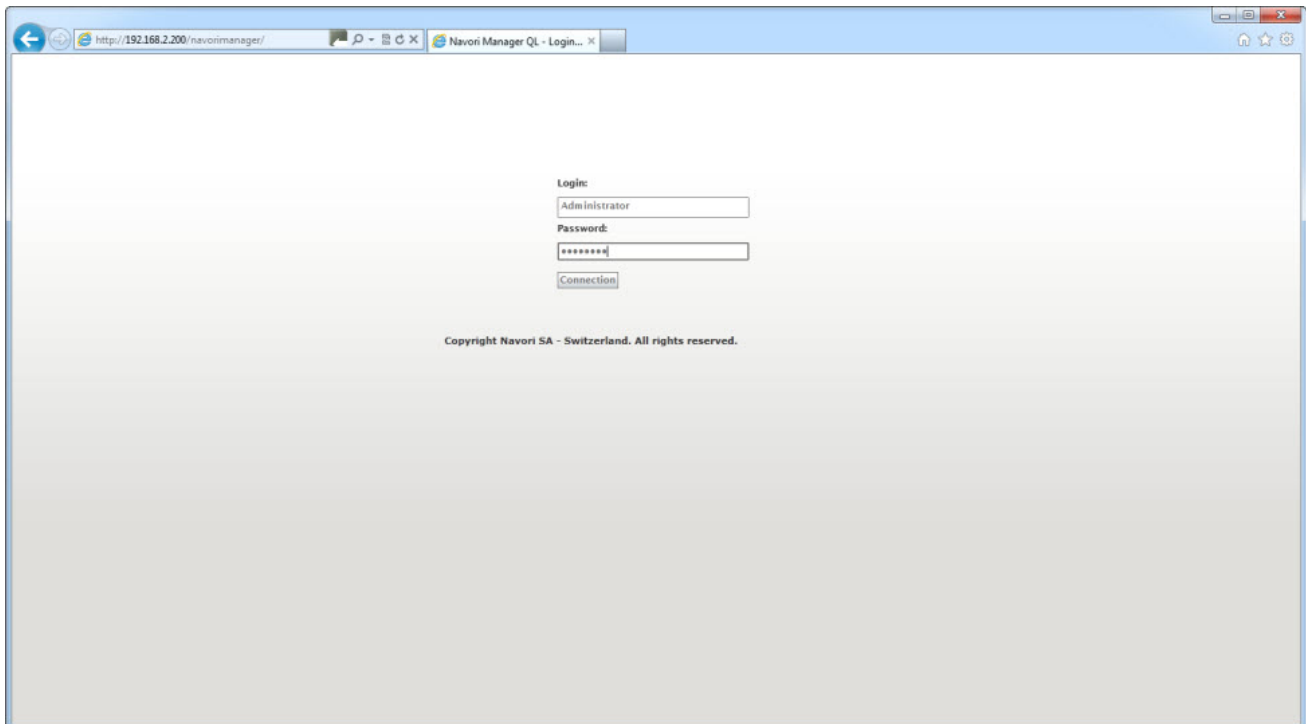 http://192.168.2.200/navorimanager/
Navori Manager QL - Login...
Login:
Administrator
Password:
••••••••
Connection
Copyright Navori SA - Switzerland. All rights reserved.